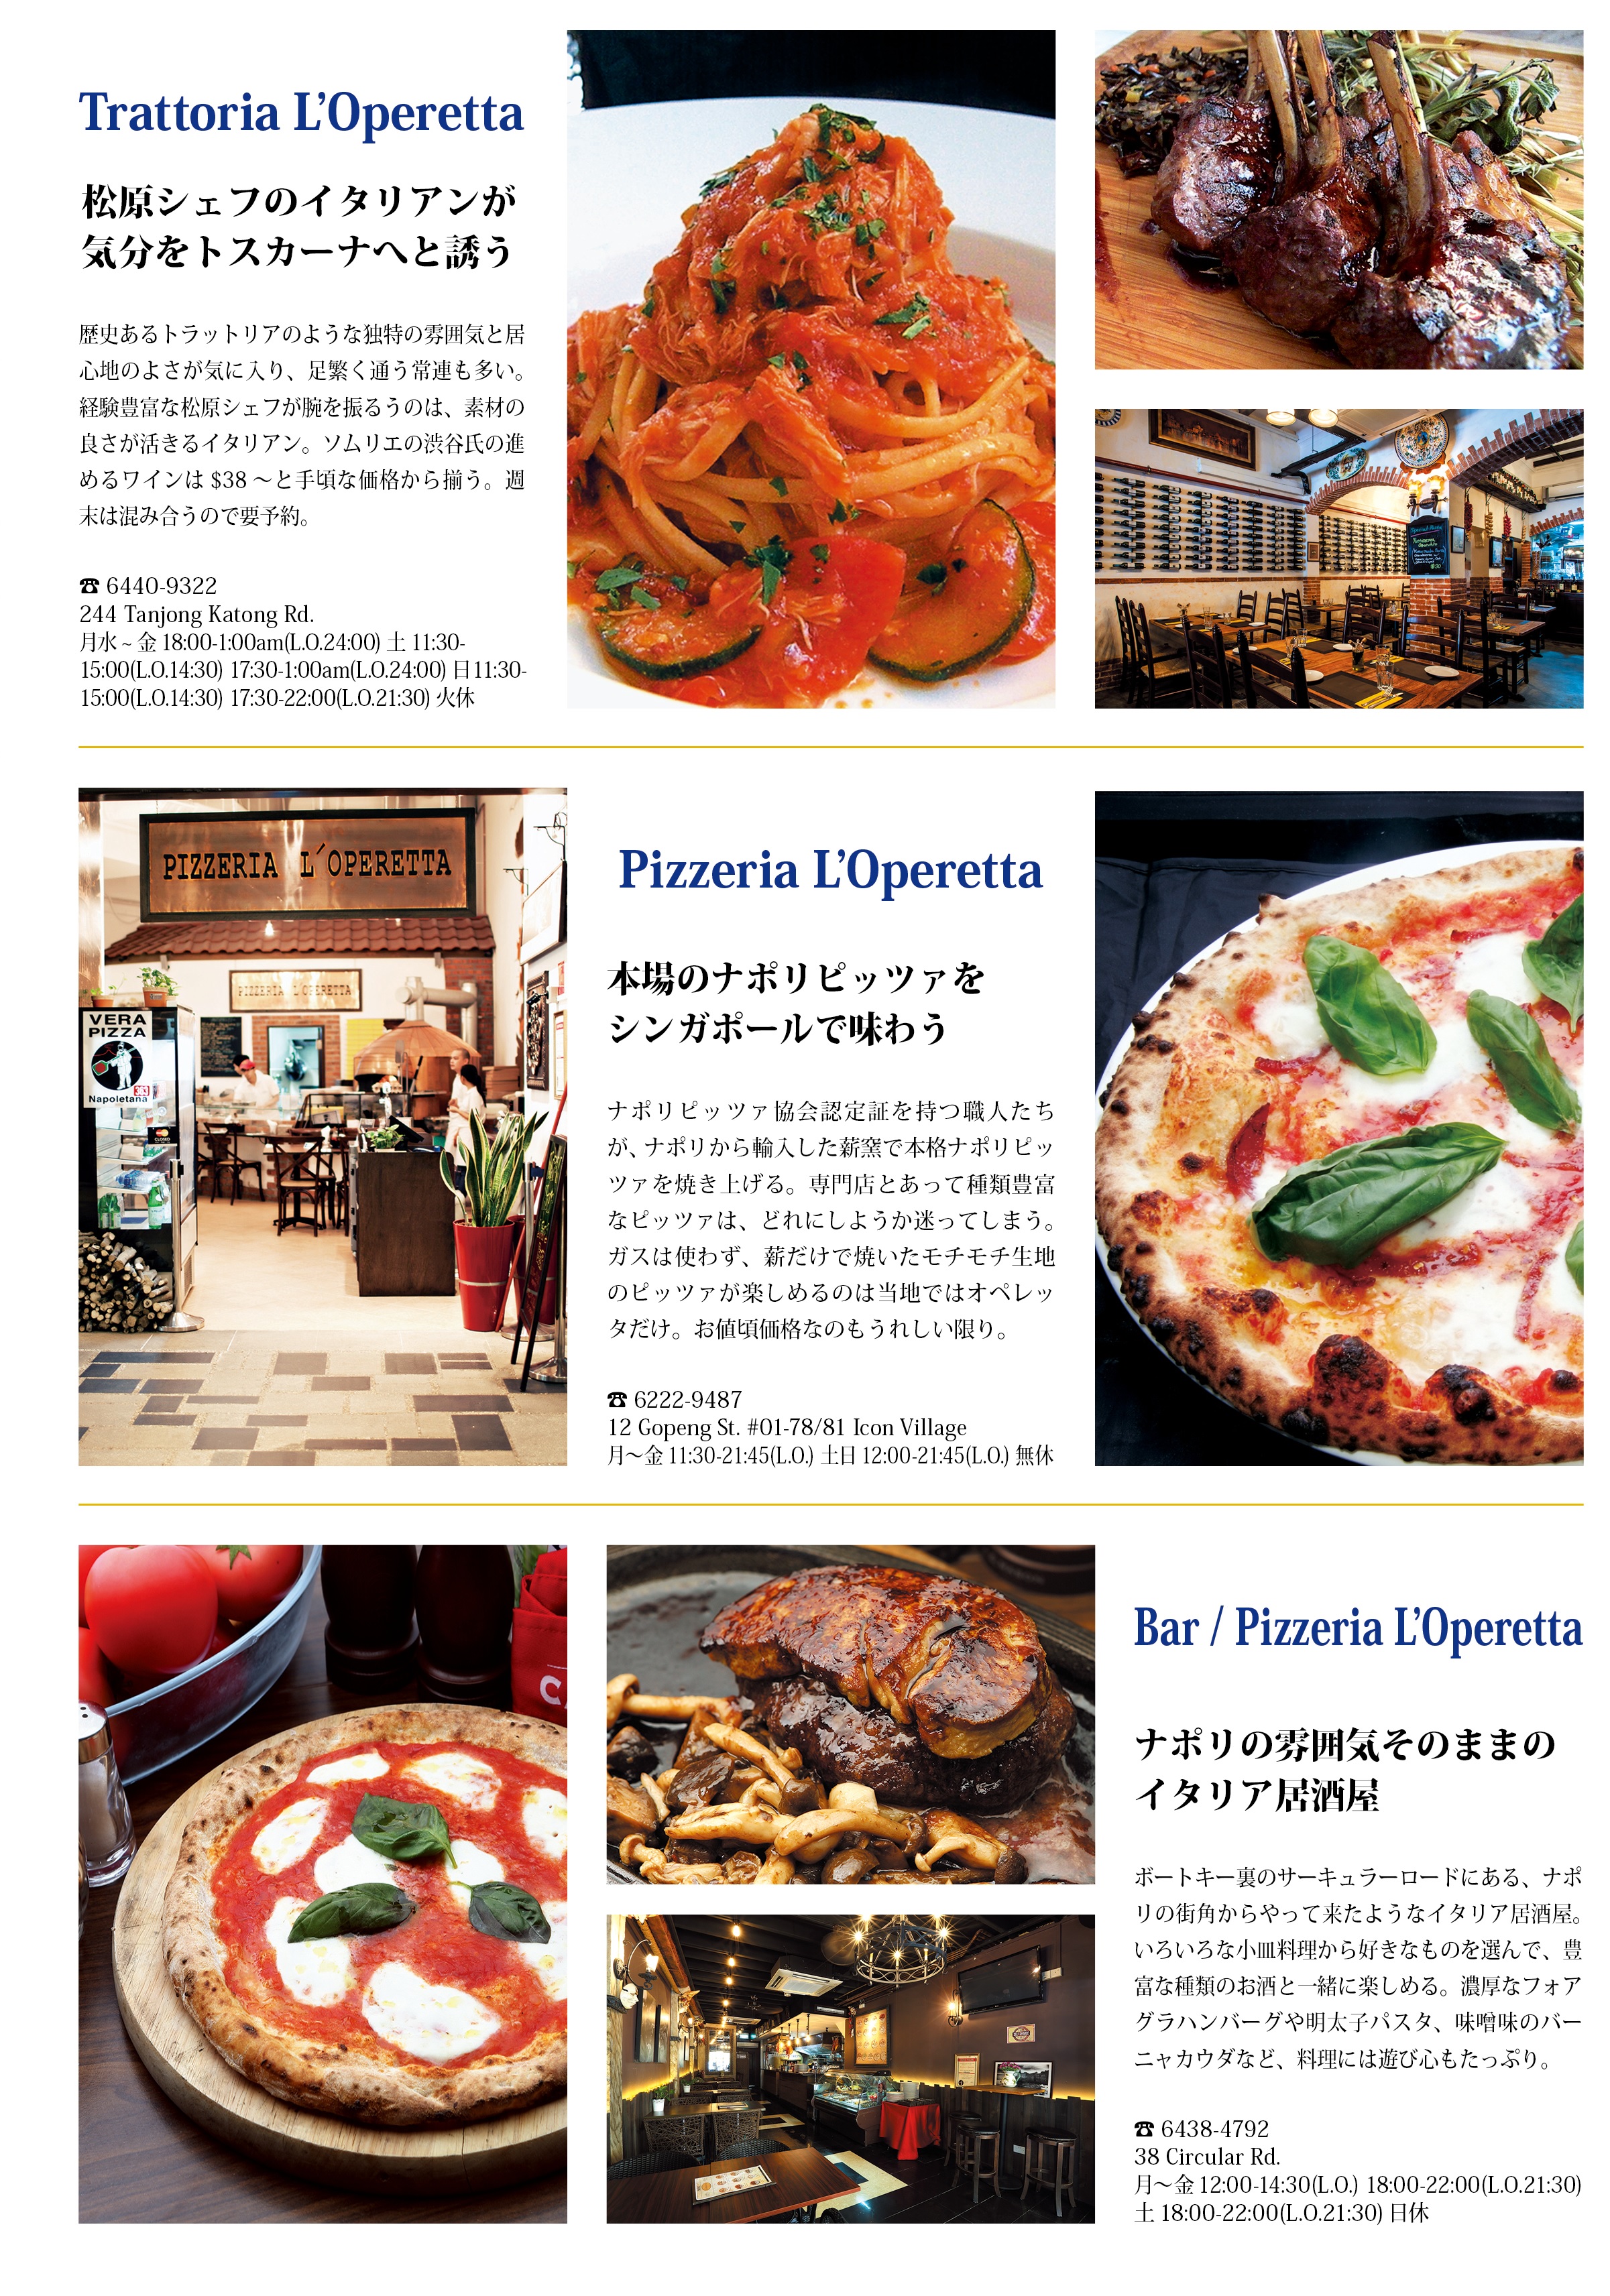 Trattoria L’Operetta
松原シェフのイタリアンが
気分をトスカーナへと誘う
歴史あるトラットリアのような独特の雰囲気と居
心地のよさが気に入り、足繁く通う常連も多い。
経験豊富な松原シェフが腕を振るうのは、素材の
良さが活きるイタリアン。ソムリエの渋谷氏の進
めるワインは $38 〜と手頃な価格から揃う。週
末は混み合うので要予約。
☎ 6440-9322
244 Tanjong Katong Rd.
月水 ~ 金 18:00-1:00am(L.O.24:00) 土 11:30-
15:00(L.O.14:30) 17:30-1:00am(L.O.24:00) 日11:30-
15:00(L.O.14:30) 17:30-22:00(L.O.21:30) 火休
PIZZERIA L´OPERETTA
PIZZERIA L´OPERETTA
VERA
PIZZA
Napoletana
Pizzeria L’Operetta
本場のナポリピッツァを
シンガポールで味わう
ナポリピッツァ協会認定証を持つ職人たち
が、ナポリから輸入した薪窯で本格ナポリピッ
ツァを焼き上げる。専門店とあって種類豊富
なピッツァは、どれにしようか迷ってしまう。
ガスは使わず、薪だけで焼いたモチモチ生地
のピッツァが楽しめるのは当地ではオペレッ
タだけ。お値頃価格なのもうれしい限り。
☎ 6222-9487
12 Gopeng St. #01-78/81 Icon Village
月〜金 11:30-21:45(L.O.) 土日 12:00-21:45(L.O.) 無休
Bar / Pizzeria L’Operetta
ナポリの雰囲気そのままの
イタリア居酒屋
ボートキー裏のサーキュラーロードにある、ナポ
リの街角からやって来たようなイタリア居酒屋。
いろいろな小皿料理から好きなものを選んで、豊
富な種類のお酒と一緒に楽しめる。濃厚なフォア
グラハンバーグや明太子パスタ、味噌味のバー
ニャカウダなど、料理には遊び心もたっぷり。
☎ 6438-4792
38 Circular Rd.
月〜金 12:00-14:30(L.O.) 18:00-22:00(L.O.21:30)
土 18:00-22:00(L.O.21:30) 日休